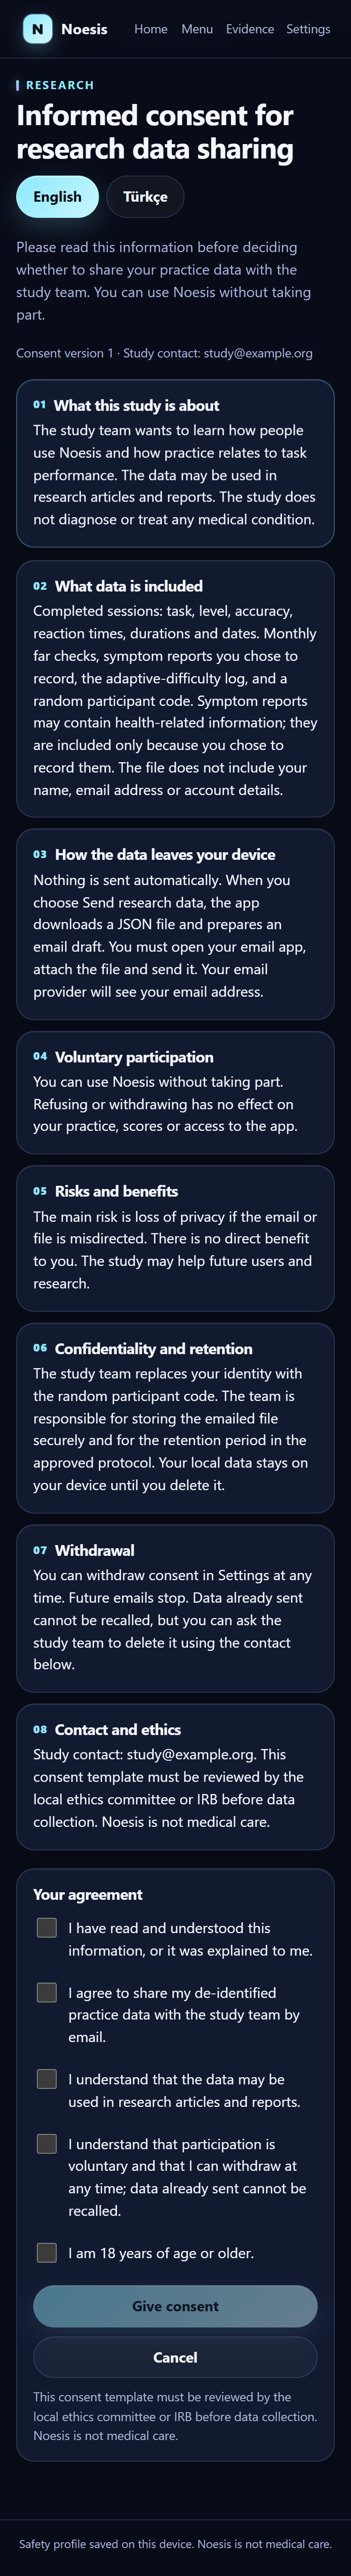 N Noesis Home Menu Evidence Settings
RESEARCH
Informed consent for
research data sharing
English Türkçe
Please read this information before deciding
whether to share your practice data with the
study team. You can use Noesis without taking
part.
Consent version 1 · Study contact: study@example.org
01 What this study is about
The study team wants to learn how people
use Noesis and how practice relates to task
performance. The data may be used in
research articles and reports. The study does
not diagnose or treat any medical condition.
02 What data is included
Completed sessions: task, level, accuracy,
reaction times, durations and dates. Monthly
far checks, symptom reports you chose to
record, the adaptive-difficulty log, and a
random participant code. Symptom reports
may contain health-related information; they
are included only because you chose to
record them. The file does not include your
name, email address or account details.
03 How the data leaves your device
Nothing is sent automatically. When you
choose Send research data, the app
downloads a JSON file and prepares an
email draft. You must open your email app,
attach the file and send it. Your email
provider will see your email address.
04 Voluntary participation
You can use Noesis without taking part.
Refusing or withdrawing has no effect on
your practice, scores or access to the app.
05 Risks and benefits
The main risk is loss of privacy if the email or
file is misdirected. There is no direct benefit
to you. The study may help future users and
research.
06 Confidentiality and retention
The study team replaces your identity with
the random participant code. The team is
responsible for storing the emailed file
securely and for the retention period in the
approved protocol. Your local data stays on
your device until you delete it.
07 Withdrawal
You can withdraw consent in Settings at any
time. Future emails stop. Data already sent
cannot be recalled, but you can ask the
study team to delete it using the contact
below.
08 Contact and ethics
Study contact: study@example.org. This
consent template must be reviewed by the
local ethics committee or IRB before data
collection. Noesis is not medical care.
Your agreement
I have read and understood this
information, or it was explained to me.
I agree to share my de-identified
practice data with the study team by
email.
I understand that the data may be
used in research articles and reports.
I understand that participation is
voluntary and that I can withdraw at
any time; data already sent cannot be
recalled.
I am 18 years of age or older.
Give consent
Cancel
This consent template must be reviewed by the
local ethics committee or IRB before data collection.
Noesis is not medical care.
Safety profile saved on this device. Noesis is not medical care.